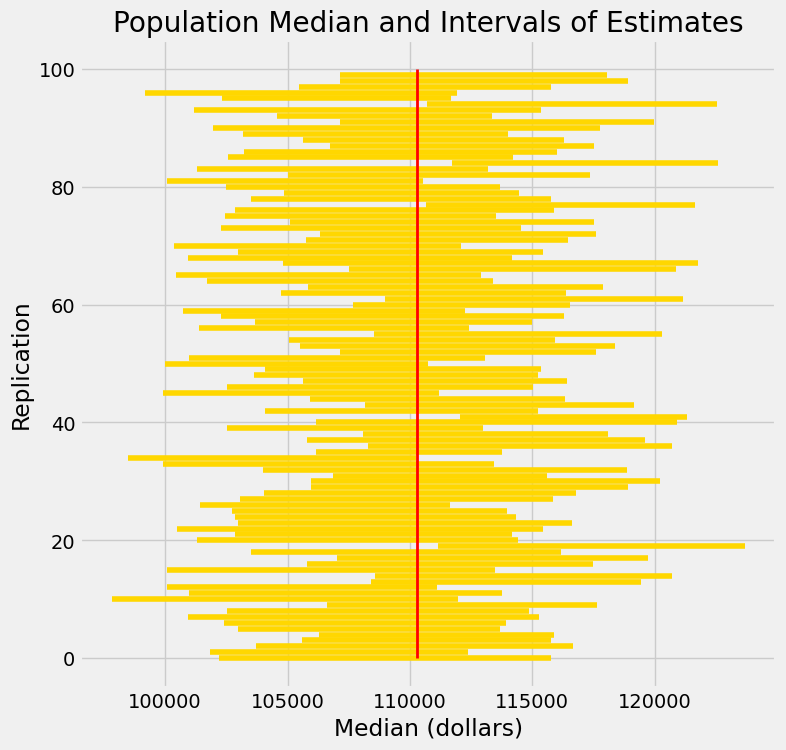 Population Median and Intervals of Estimates
100
80
60
40
20
0
Replication
100000 105000 110000 115000 120000
Median (dollars)